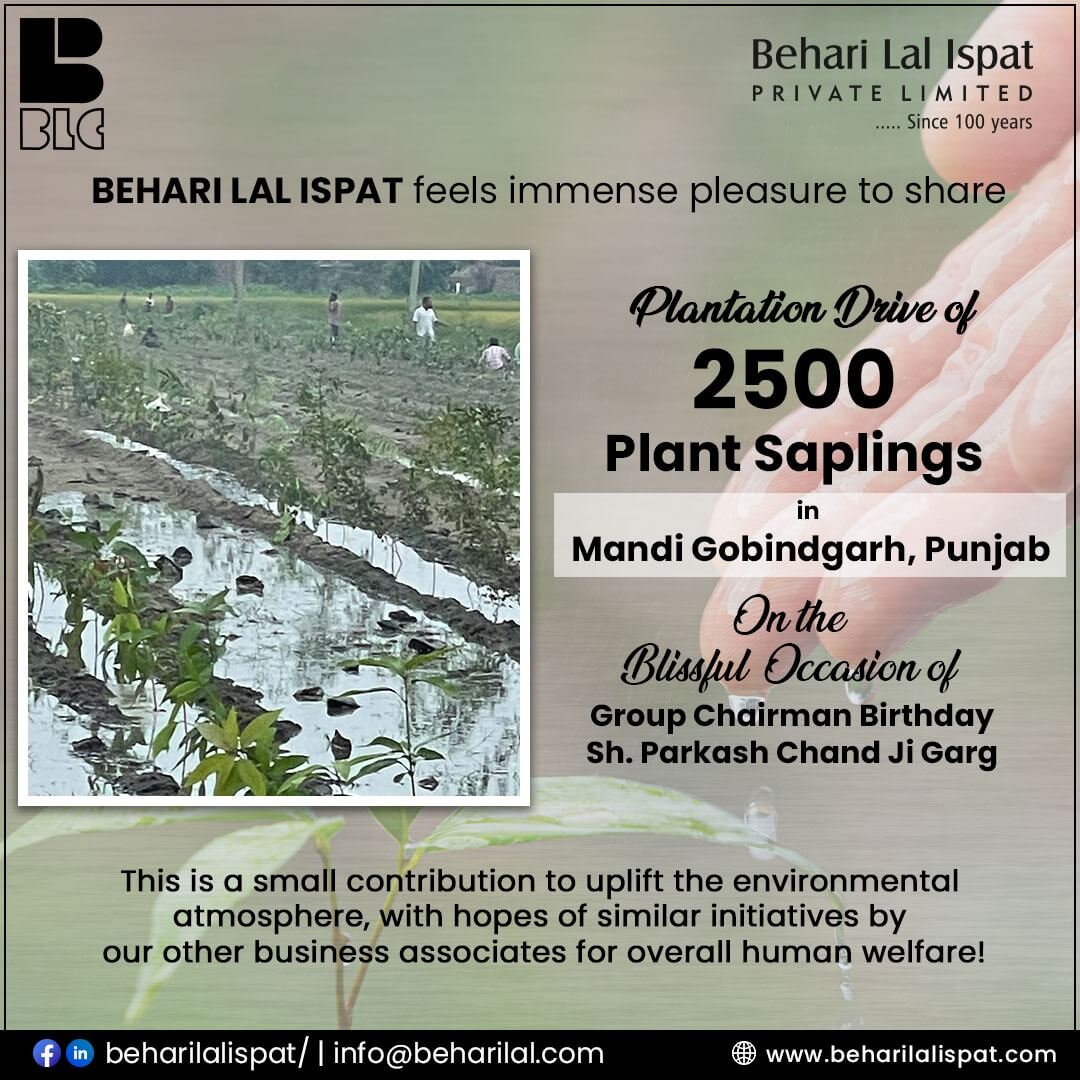 BLC
Behari Lal Ispat
PRIVATE LIMITED
..... Since 100 years
BEHARI LAL ISPAT feels immense pleasure to share
Plantation Drive of
2500
Plant Saplings
in
Mandi Gobindgarh, Punjab
On the
Blissful Occasion of
Group Chairman Birthday
Sh. Parkash Chand Ji Garg
This is a small contribution to uplift the environmental
atmosphere, with hopes of similar initiatives by
our other business associates for overall human welfare!
beharilalispat/ | info@beharilal.com
www.beharilalispat.com